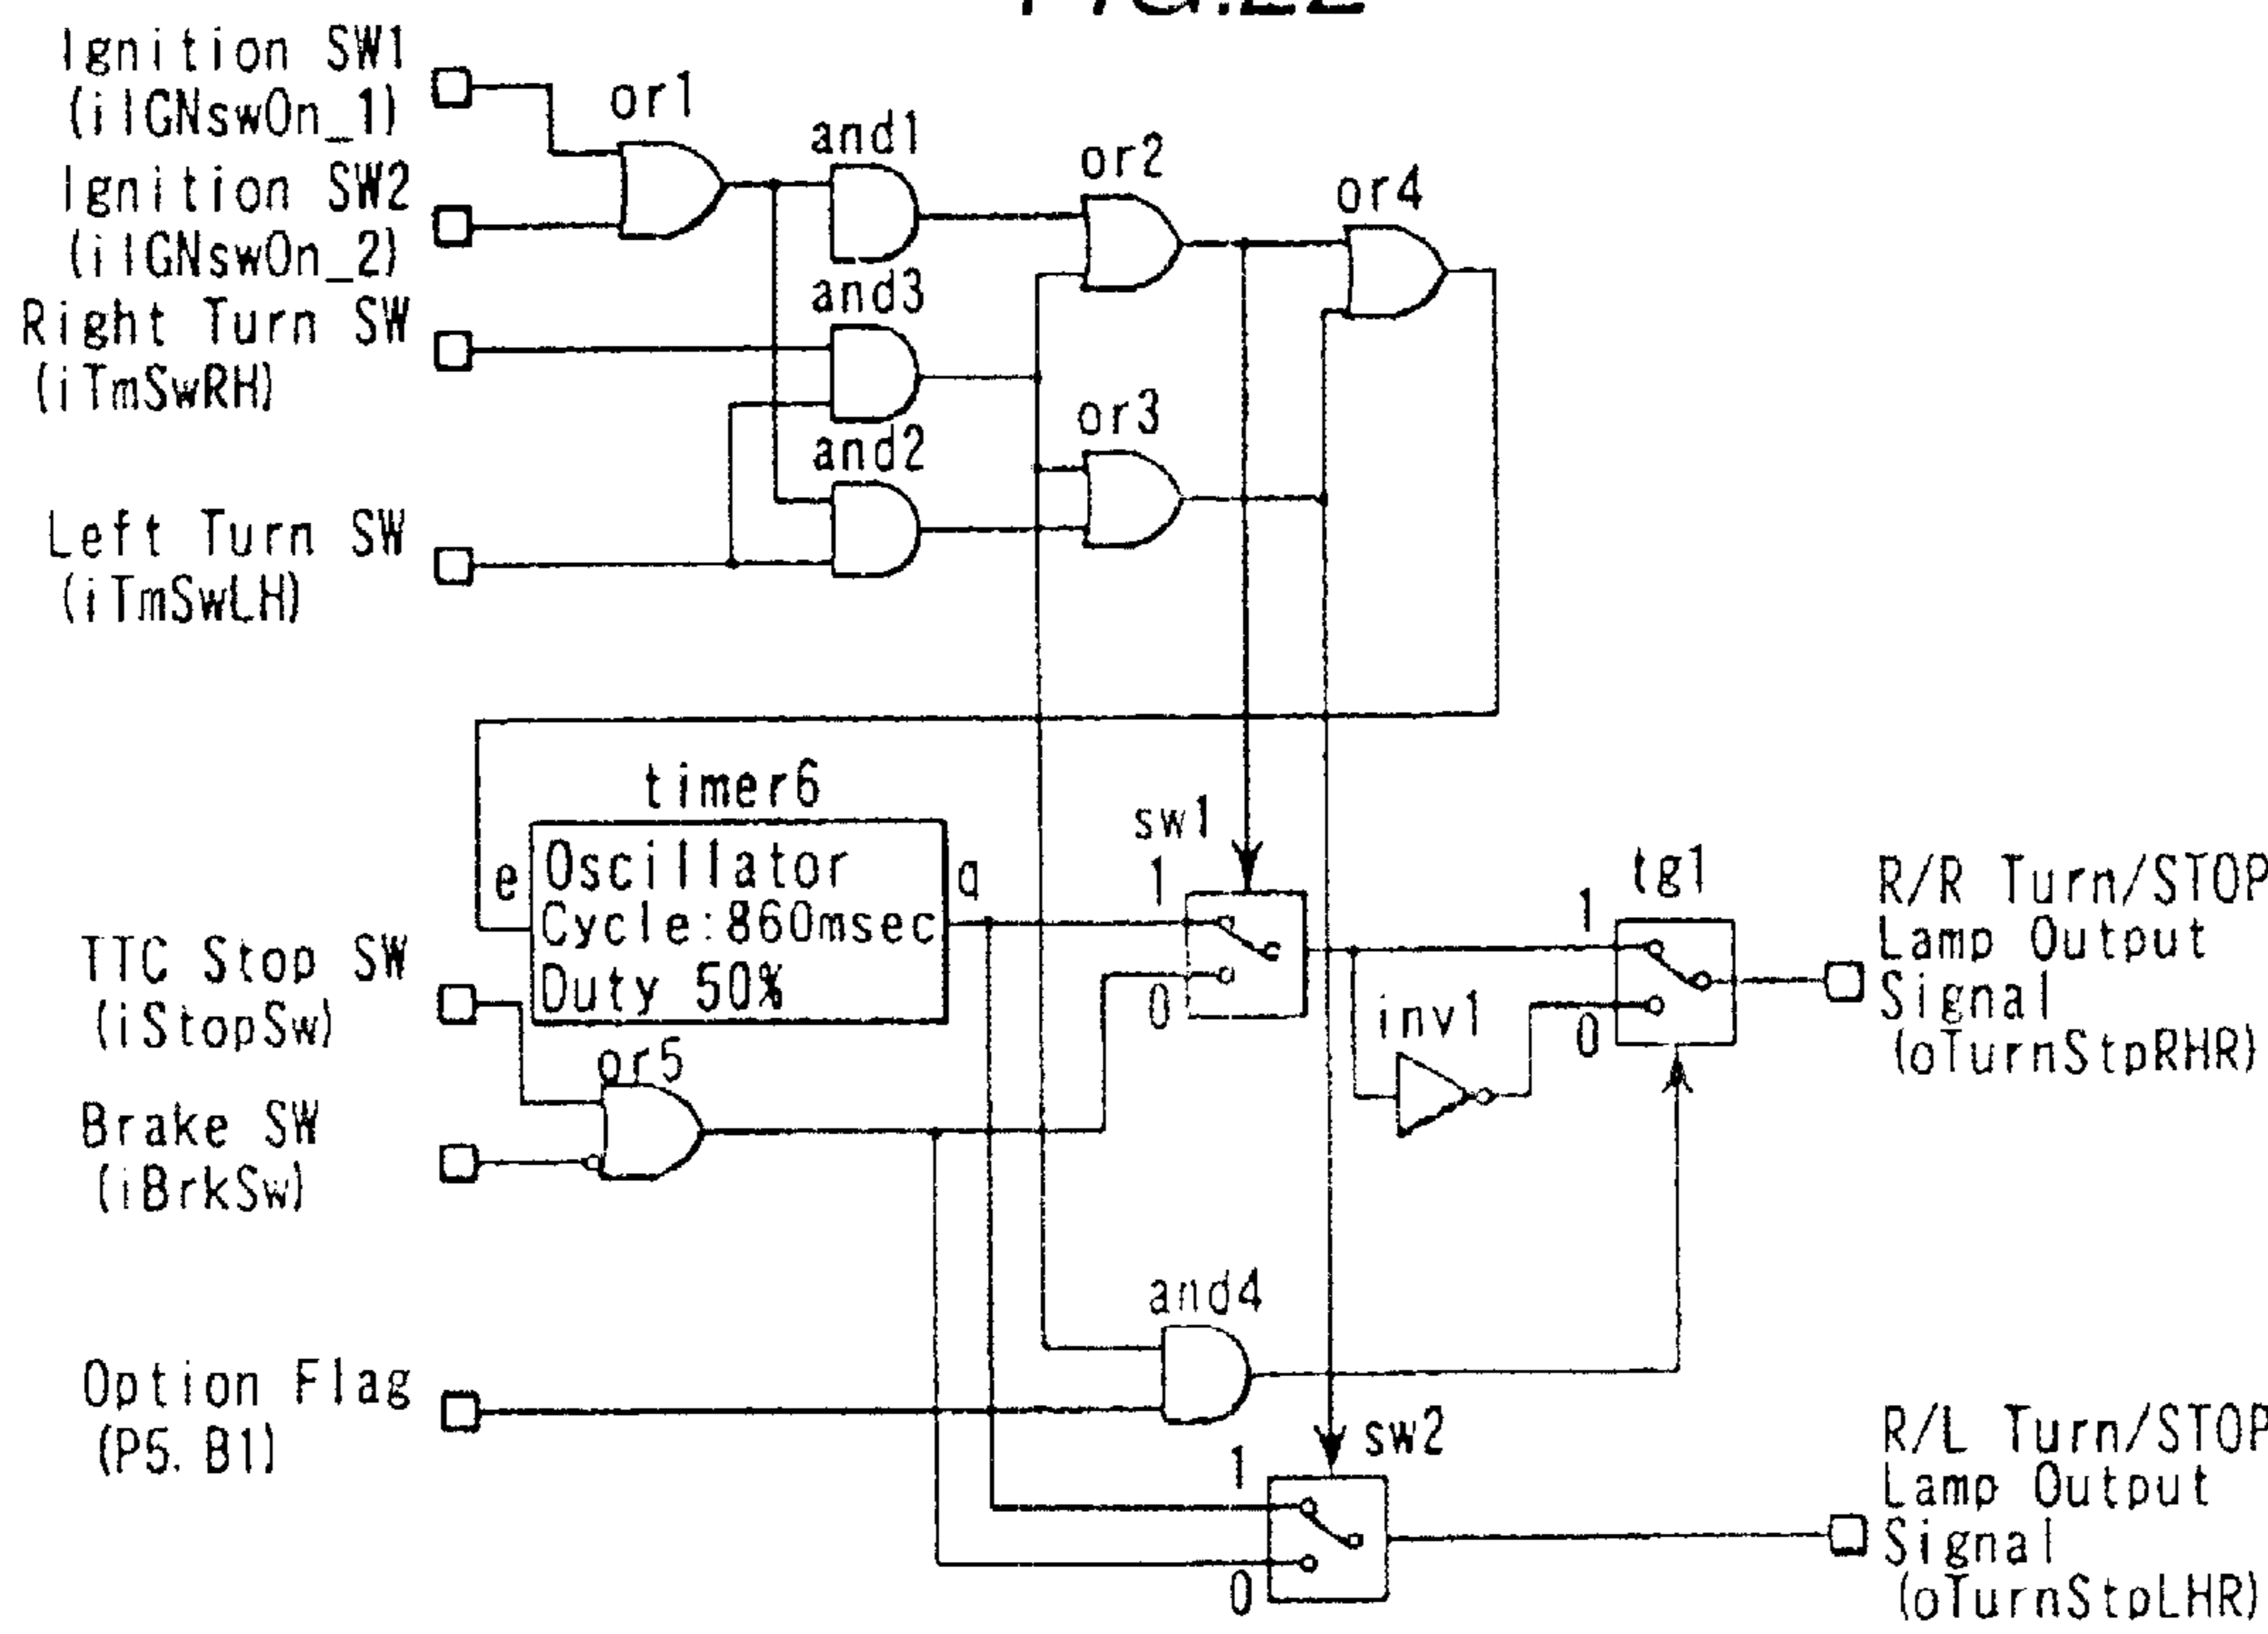 Ignition SW1
(iIGNswOn_1)
or1
and1
Ignition SW2
(iIGNswOn_2)
or2
or4
and3
Right Turn SW
(iTmSwRH)
or3
and2
Left Turn SW
(iTmSwLH)
timer6
e
Oscillator
Cycle:860msec
Duty 50%
q
sw1
1
0
tg1
1
0
inv1
R/R Turn/STOP
Lamp Output
Signal
(oTurnStpRHR)
TTC Stop SW
(iStopSw)
or5
Brake SW
(iBrkSw)
and4
Option Flag
(P5.B1)
sw2
1
0
R/L Turn/STOP
Lamp Output
Signal
(oTurnStpLHR)